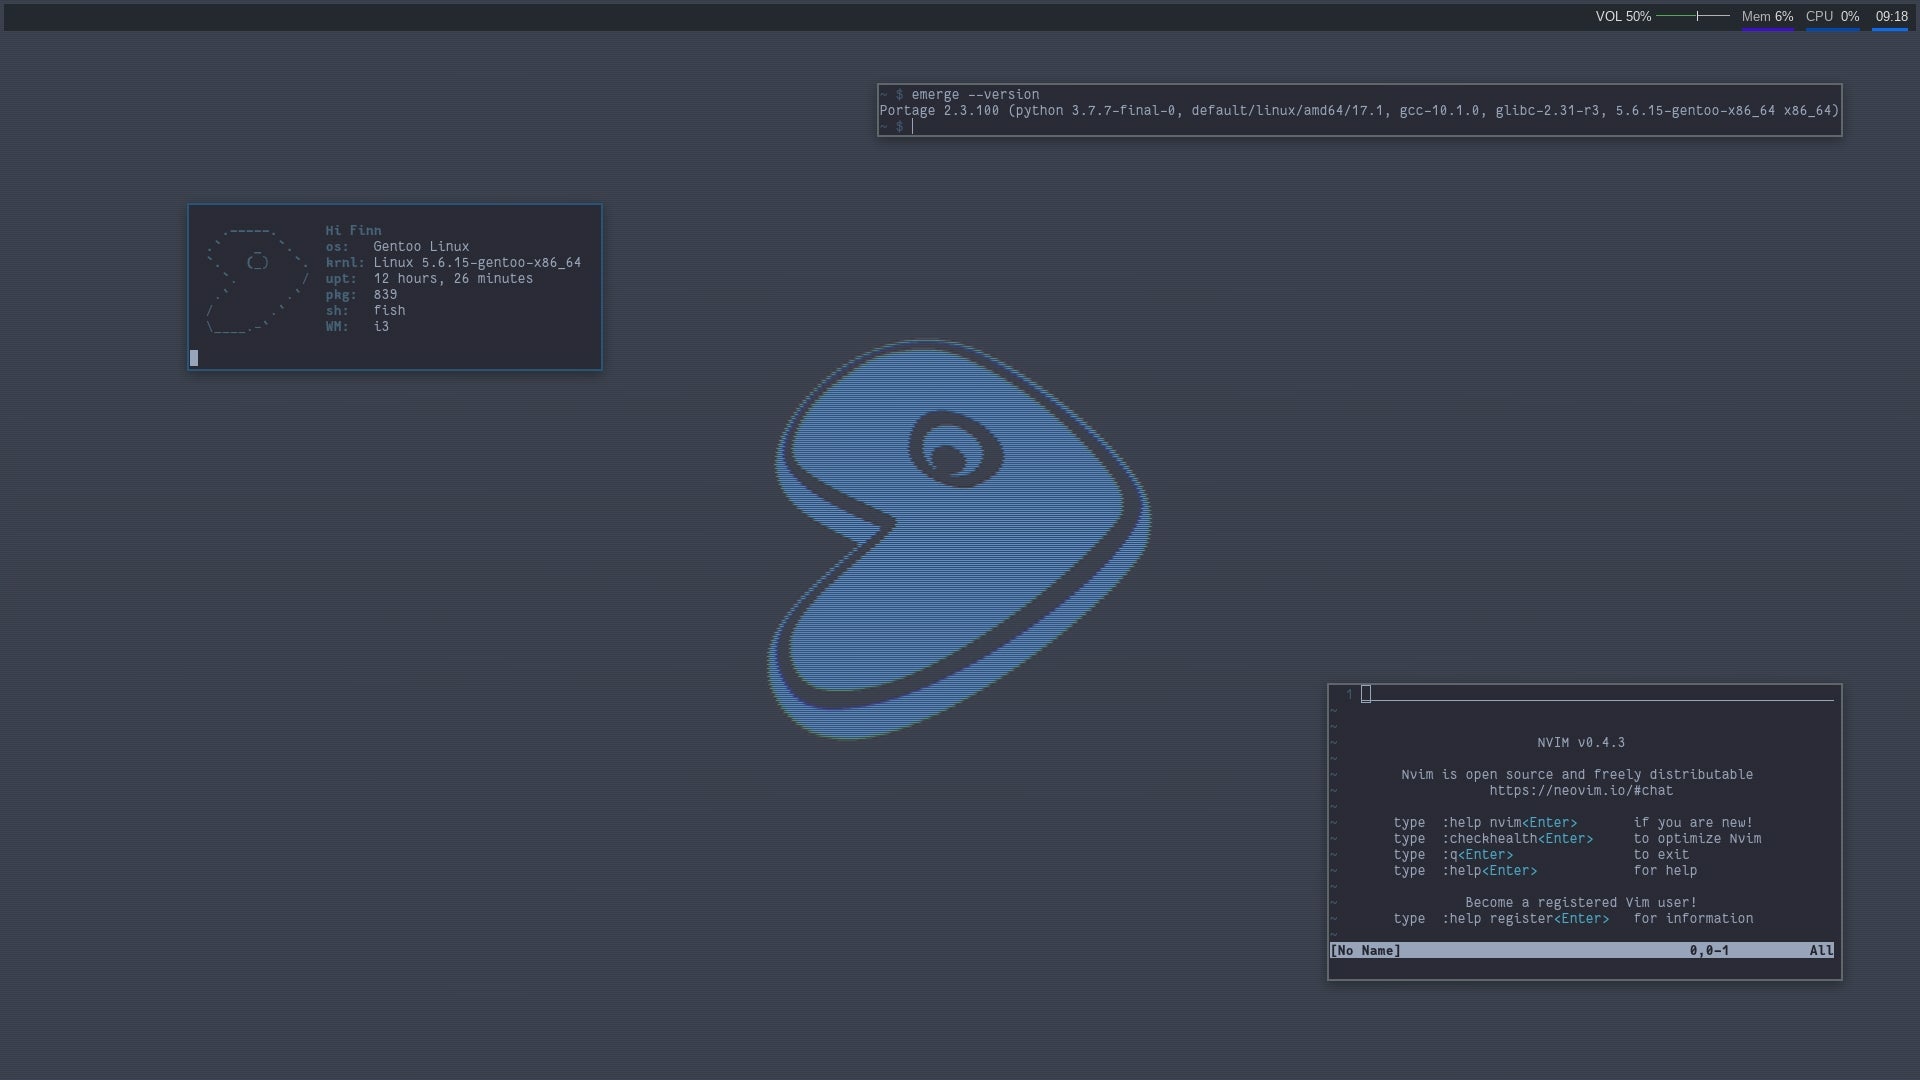 VOL 50% Mem 6% CPU 0% 09:18
~ $ emerge --version
Portage 2.3.100 (python 3.7.7-final-0, default/linux/amd64/17.1, gcc-10.1.0, glibc-2.31-r3, 5.6.15-gentoo-x86_64 x86_64)
~ $
Hi Finn
os: Gentoo Linux
krnl: Linux 5.6.15-gentoo-x86_64
upt: 12 hours, 26 minutes
pkg: 839
sh: fish
WM: i3
1
NVIM v0.4.3
Nvim is open source and freely distributable
https://neovim.io/#chat
type :help nvim<Enter> if you are new!
type :checkhealth<Enter> to optimize Nvim
type :q<Enter> to exit
type :help<Enter> for help
Become a registered Vim user!
type :help register<Enter> for information
[No Name] 0,0-1 All